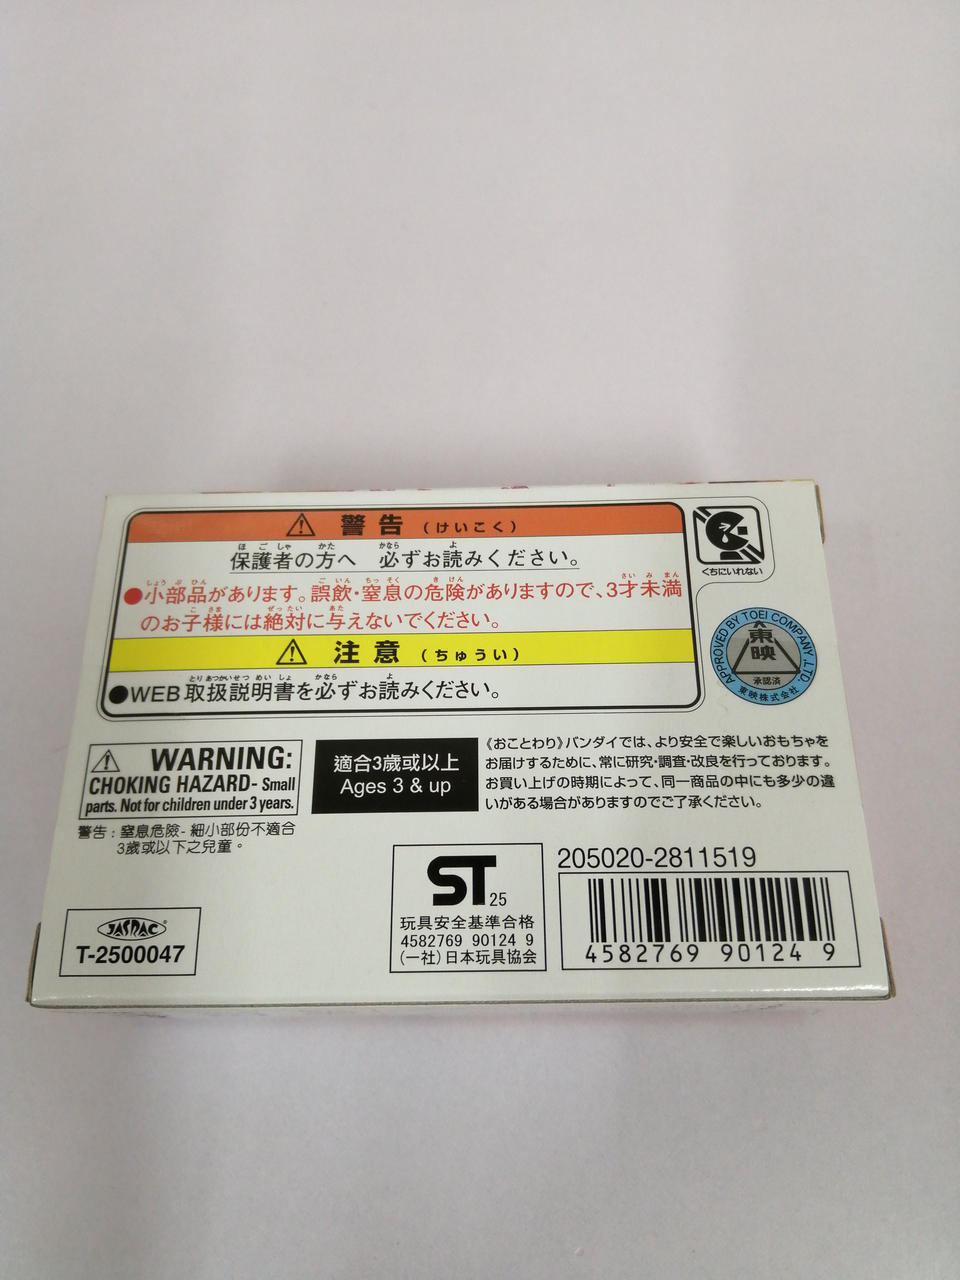 警告（けいこく）
保護者の方へ 必ずお読みください。
●小部品があります。誤飲・窒息の危険がありますので、3才未満
のお子様には絶対に与えないでください。
注意（ちゅうい）
●WEB取扱説明書を必ずお読みください。
くちにいれない
APPROVED BY TOEI COMPANY, LTD.
東映
承認済
東映株式会社
WARNING:
CHOKING HAZARD- Small
parts. Not for children under 3 years.
警告：窒息危險-細小部份不適合
3歲或以下之兒童。
適合3歲或以上
Ages 3 & up
《おことわり》バンダイでは、より安全で楽しいおもちゃを
お届けするために、常に研究・調査・改良を行っております。
お買い上げの時期によって、同一商品の中にも多少の違
いがある場合がありますのでご了承ください。
JASRAC
T-2500047
ST 25
玩具安全基準合格
4582769 90124 9
(一社)日本玩具協会
205020-2811519
4582769 90124 9